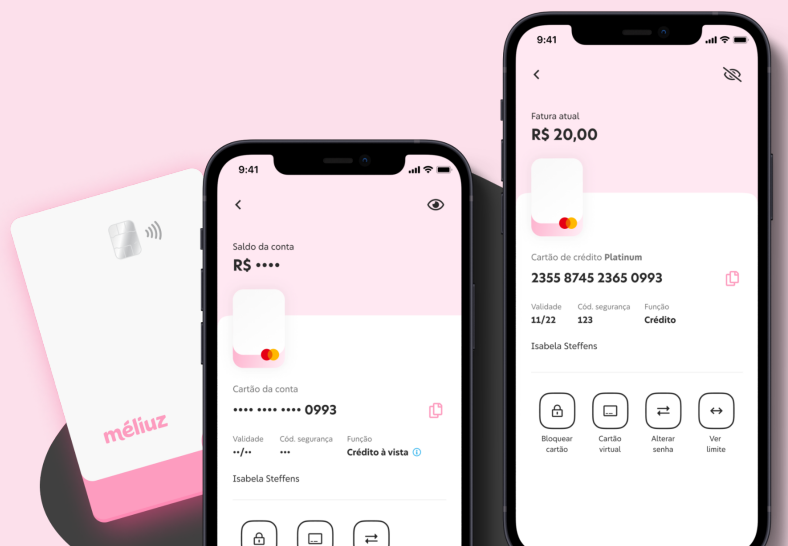 méliuz
9:41
Saldo da conta
R$ ••••
Cartão da conta
•••• •••• •••• 0993
Validade Cód. segurança Função
••/•• ••• Crédito à vista
Isabela Steffens
9:41
Fatura atual
R$ 20,00
Cartão de crédito Platinum
2355 8745 2365 0993
Validade Cód. segurança Função
11/22 123 Crédito
Isabela Steffens
Bloquear Cartão Alterar Ver
cartão virtual senha limite